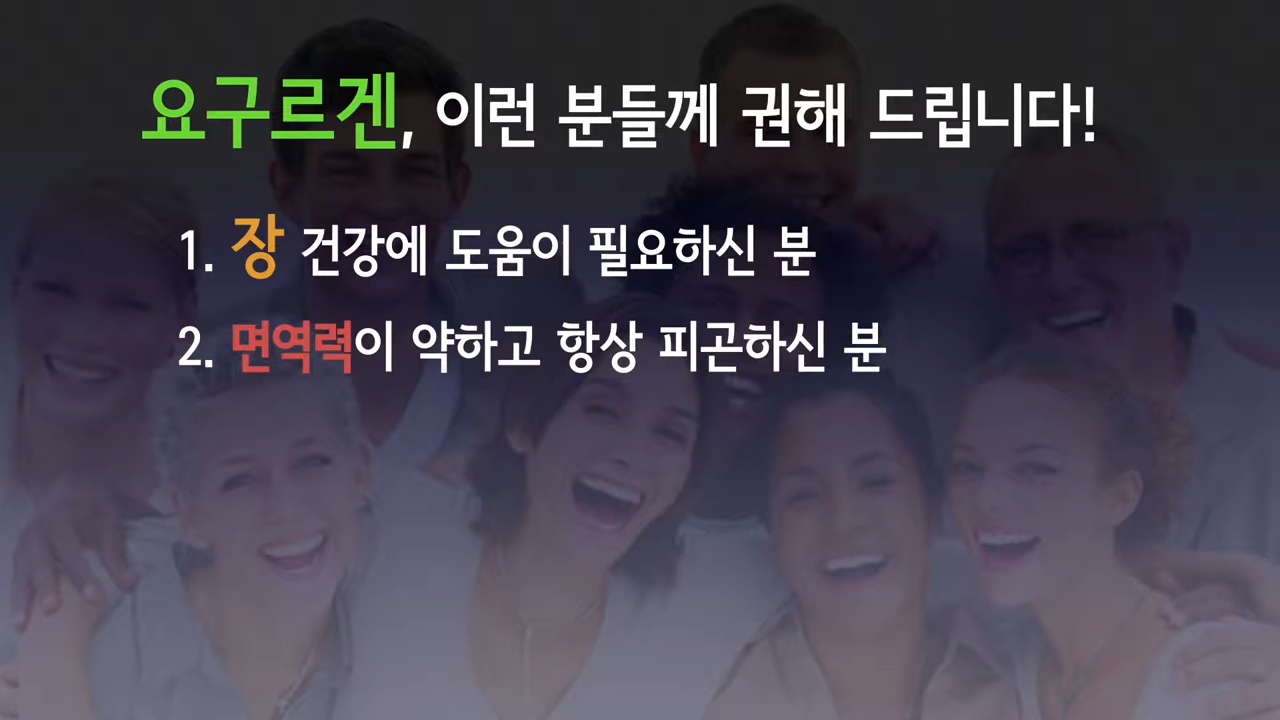 요구르겐, 이런 분들께 권해 드립니다!
1. 장 건강에 도움이 필요하신 분
2. 면역력이 약하고 항상 피곤하신 분